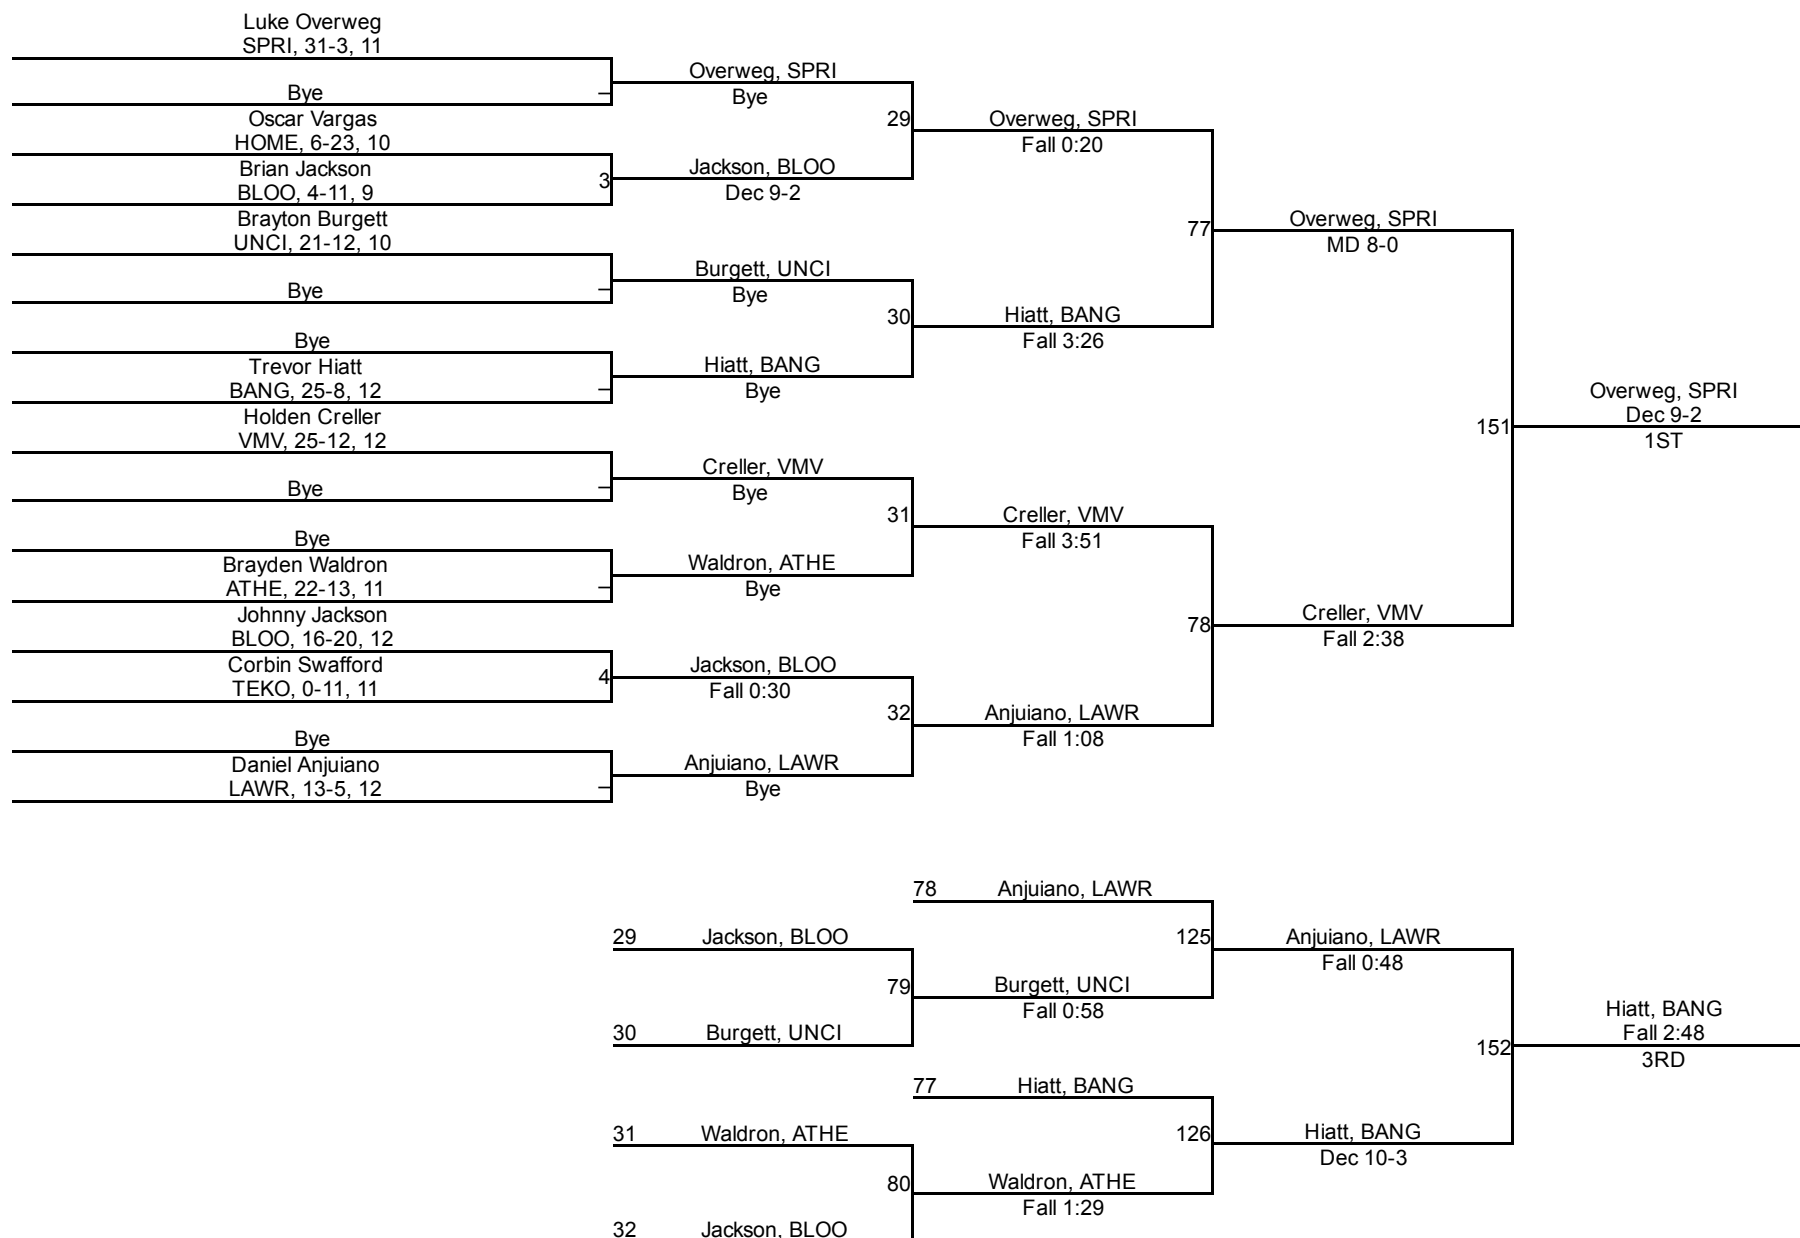 Luke Overweg
SPRI, 31-3, 11
Bye
Oscar Vargas
HOME, 6-23, 10
Brian Jackson
BLOO, 4-11, 9
Brayton Burgett
UNCI, 21-12, 10
Bye
Bye
Trevor Hiatt
BANG, 25-8, 12
Holden Creller
VMV, 25-12, 12
Bye
Bye
Brayden Waldron
ATHE, 22-13, 11
Johnny Jackson
BLOO, 16-20, 12
Corbin Swafford
TEKO, 0-11, 11
Bye
Daniel Anjuiano
LAWR, 13-5, 12
–
3
–
–
–
–
4
–
Overweg, SPRI
Bye
Jackson, BLOO
Dec 9-2
Burgett, UNCI
Bye
Hiatt, BANG
Bye
Creller, VMV
Bye
Waldron, ATHE
Bye
Jackson, BLOO
Fall 0:30
Anjuiano, LAWR
Bye
29
30
31
32
Overweg, SPRI
Fall 0:20
Hiatt, BANG
Fall 3:26
Creller, VMV
Fall 3:51
Anjuiano, LAWR
Fall 1:08
77
78
Overweg, SPRI
MD 8-0
Creller, VMV
Fall 2:38
151
Overweg, SPRI
Dec 9-2
1ST
29 Jackson, BLOO
30 Burgett, UNCI
31 Waldron, ATHE
32 Jackson, BLOO
79
80
78 Anjuiano, LAWR
Burgett, UNCI
Fall 0:58
77 Hiatt, BANG
Waldron, ATHE
Fall 1:29
125
126
Anjuiano, LAWR
Fall 0:48
Hiatt, BANG
Dec 10-3
152
Hiatt, BANG
Fall 2:48
3RD